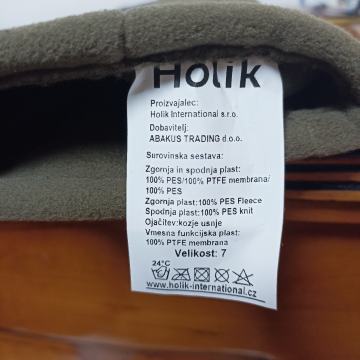 Holik
Proizvajalec:
Holik International s.r.o.
Dobavitelj:
ABAKUS TRADING d.o.o.
Surovinska sestava:
Zgornja in spodnja plast:
100% PES/100% PTFE membrana/
100% PES
Zgornja plast:100% PES Fleece
Spodnja plast:100% PES knit
Ojačitev:kozje usnje
Vmesna funkcijska plast:
100% PTFE membrana
Velikost: 7
24°C
www.holik-international.cz